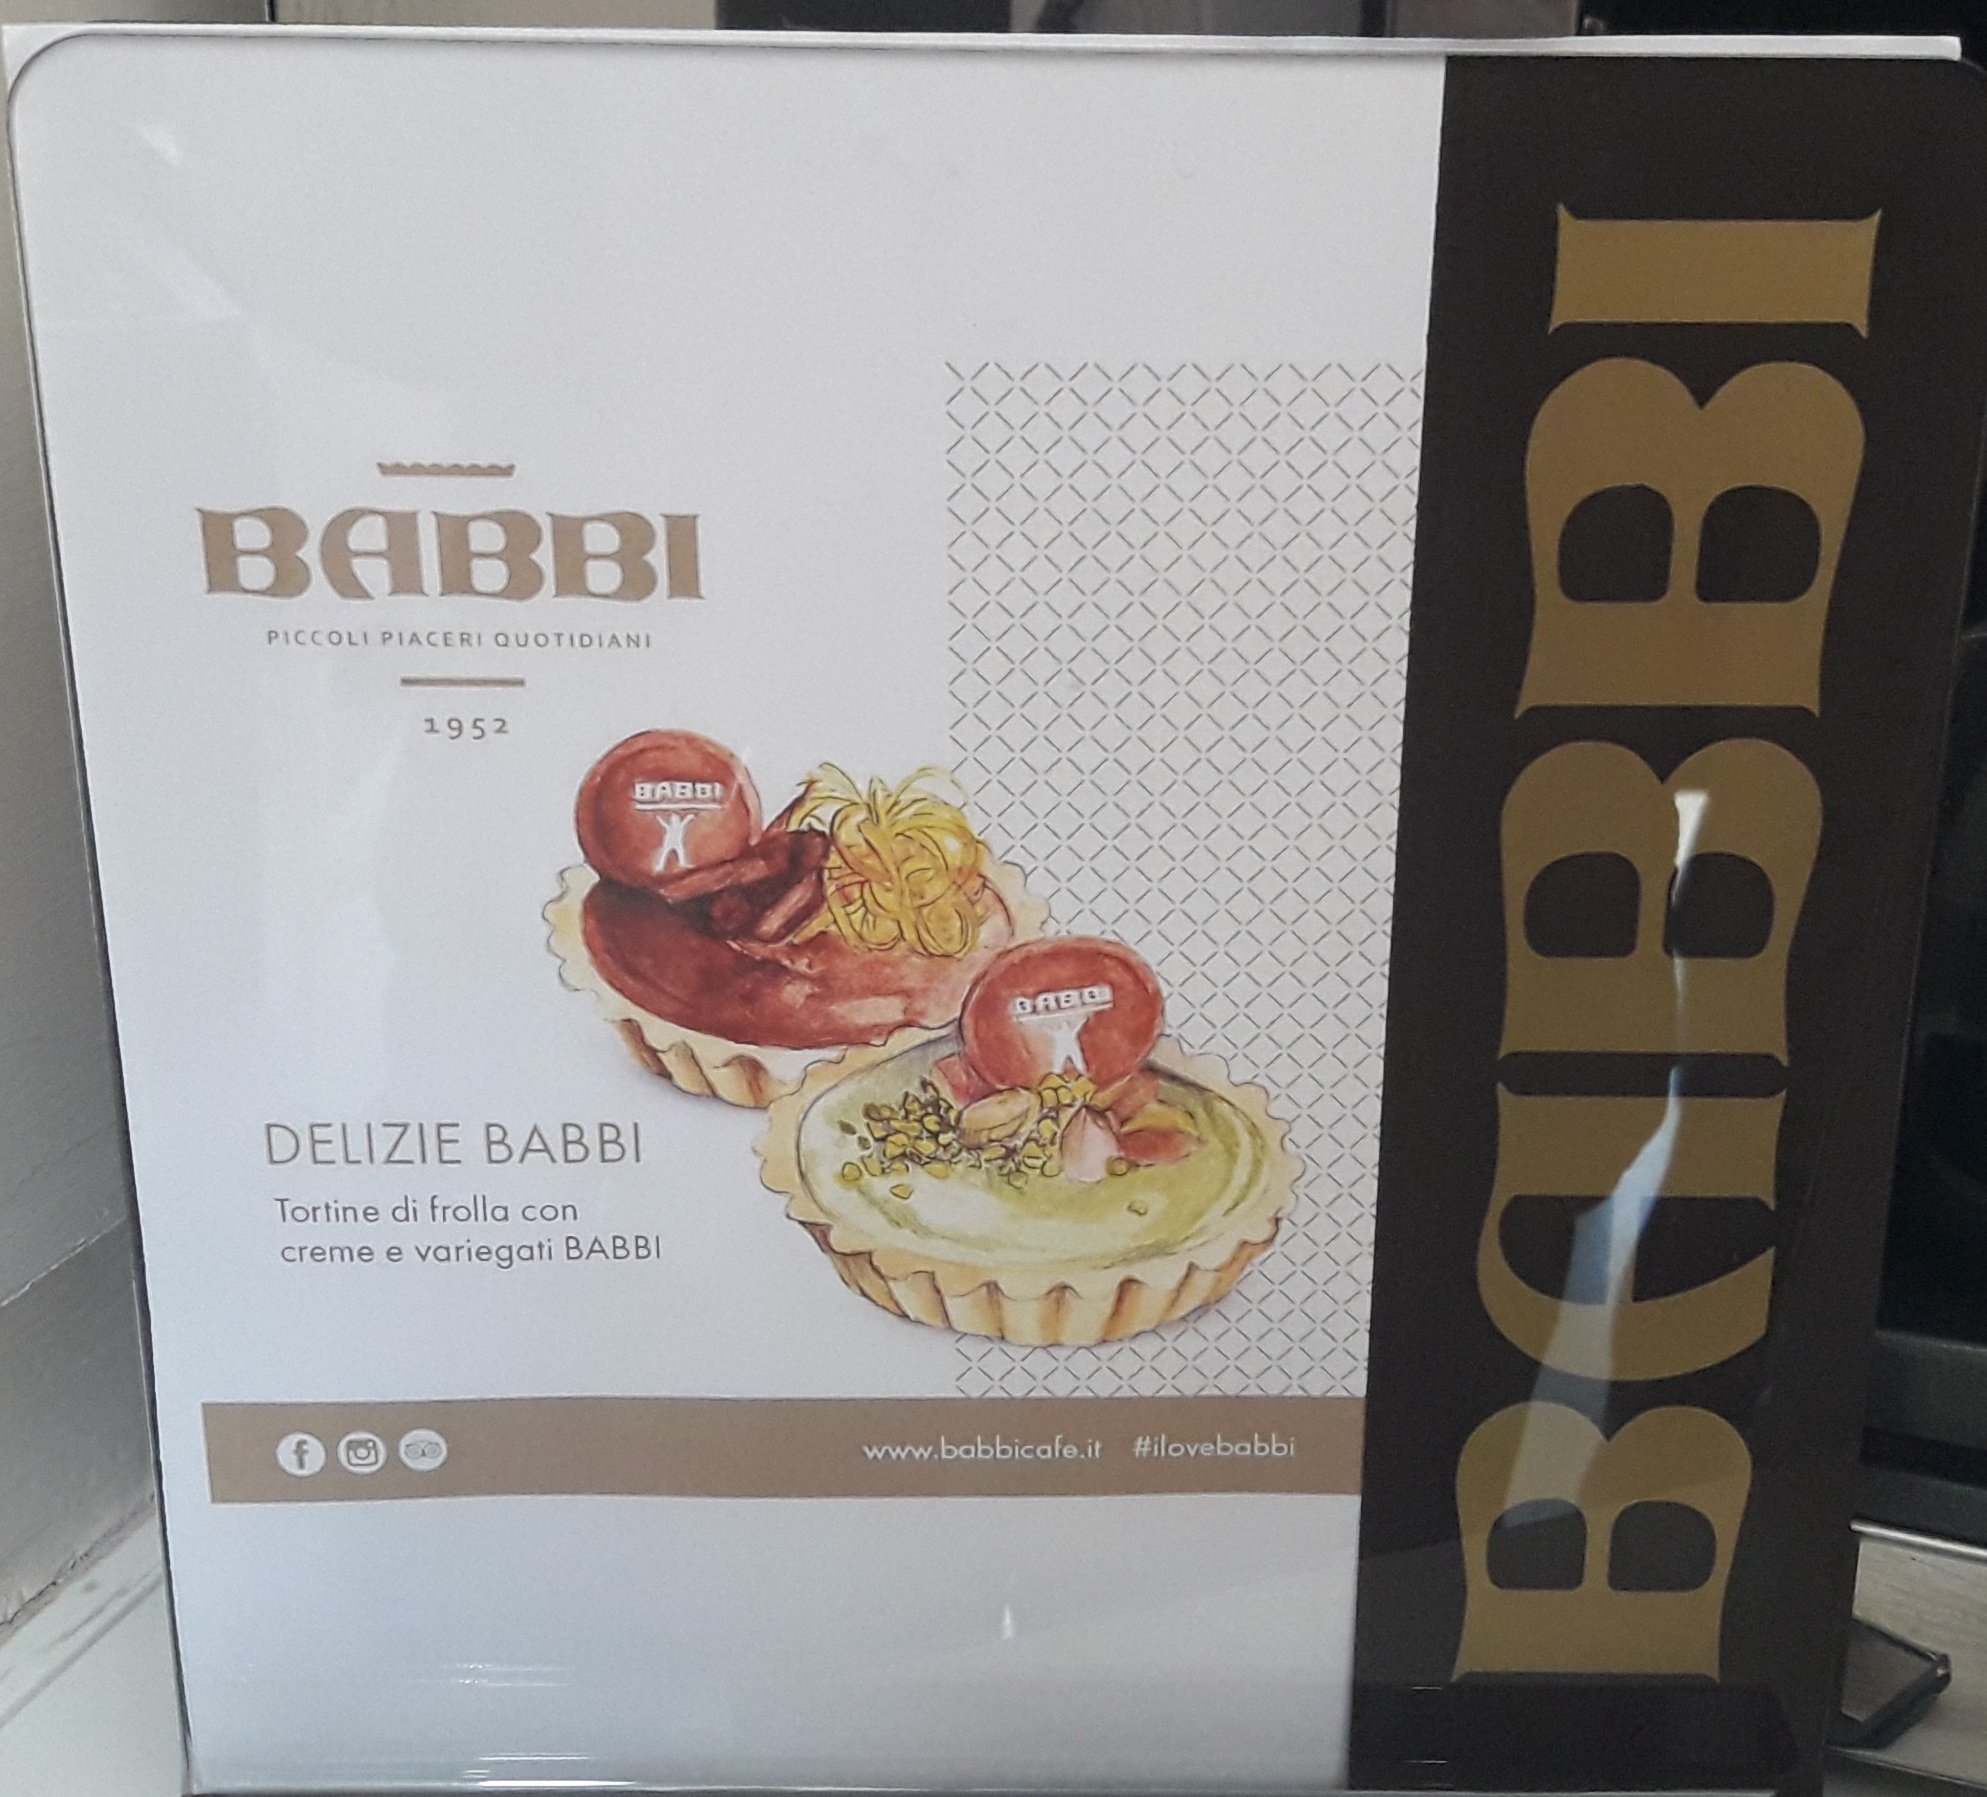 BABBI
PICCOLI PIACERI QUOTIDIANI
1952
BABBI
BABBI
DELIZIE BABBI
Tortine di frolla con
creme e variegati BABBI
www.babbicafe.it #ilovebabbi
BABBI